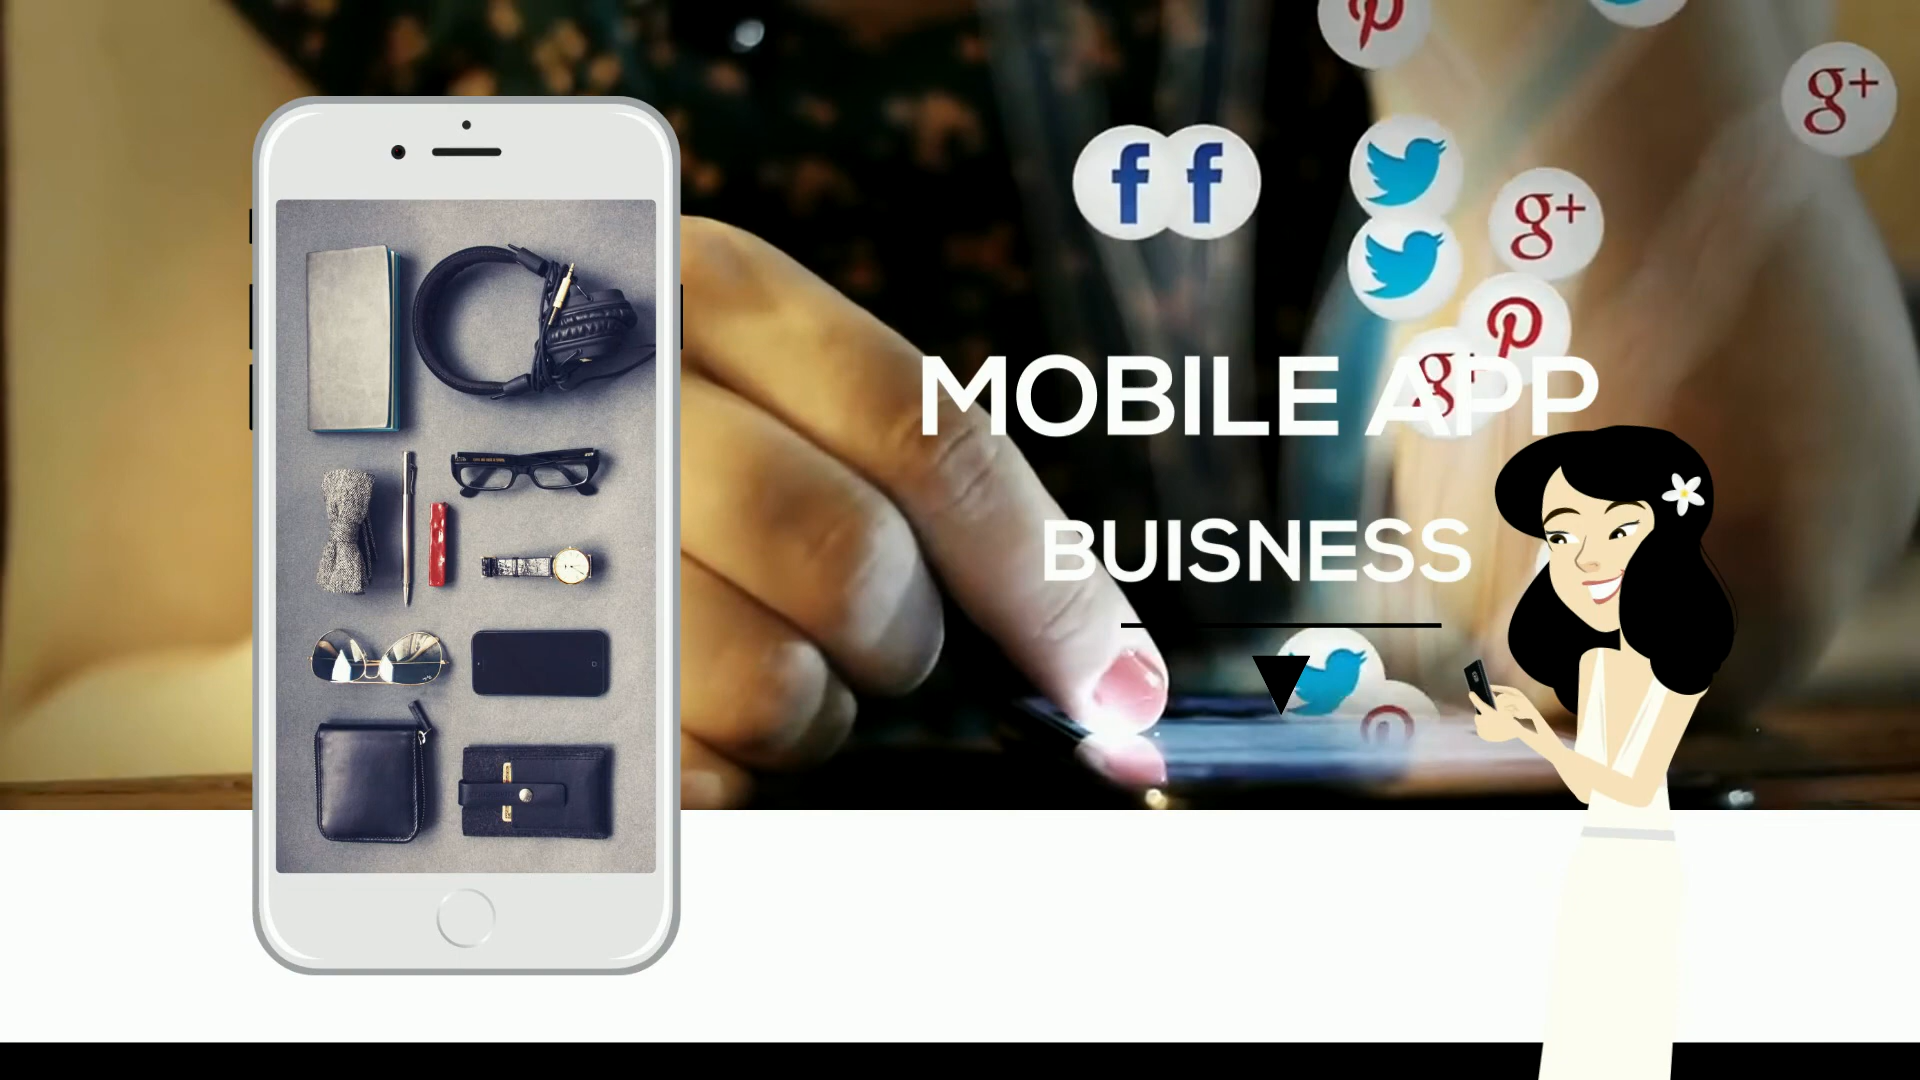 g+
f f
g+
g+
MOBILE APP
BUISNESS